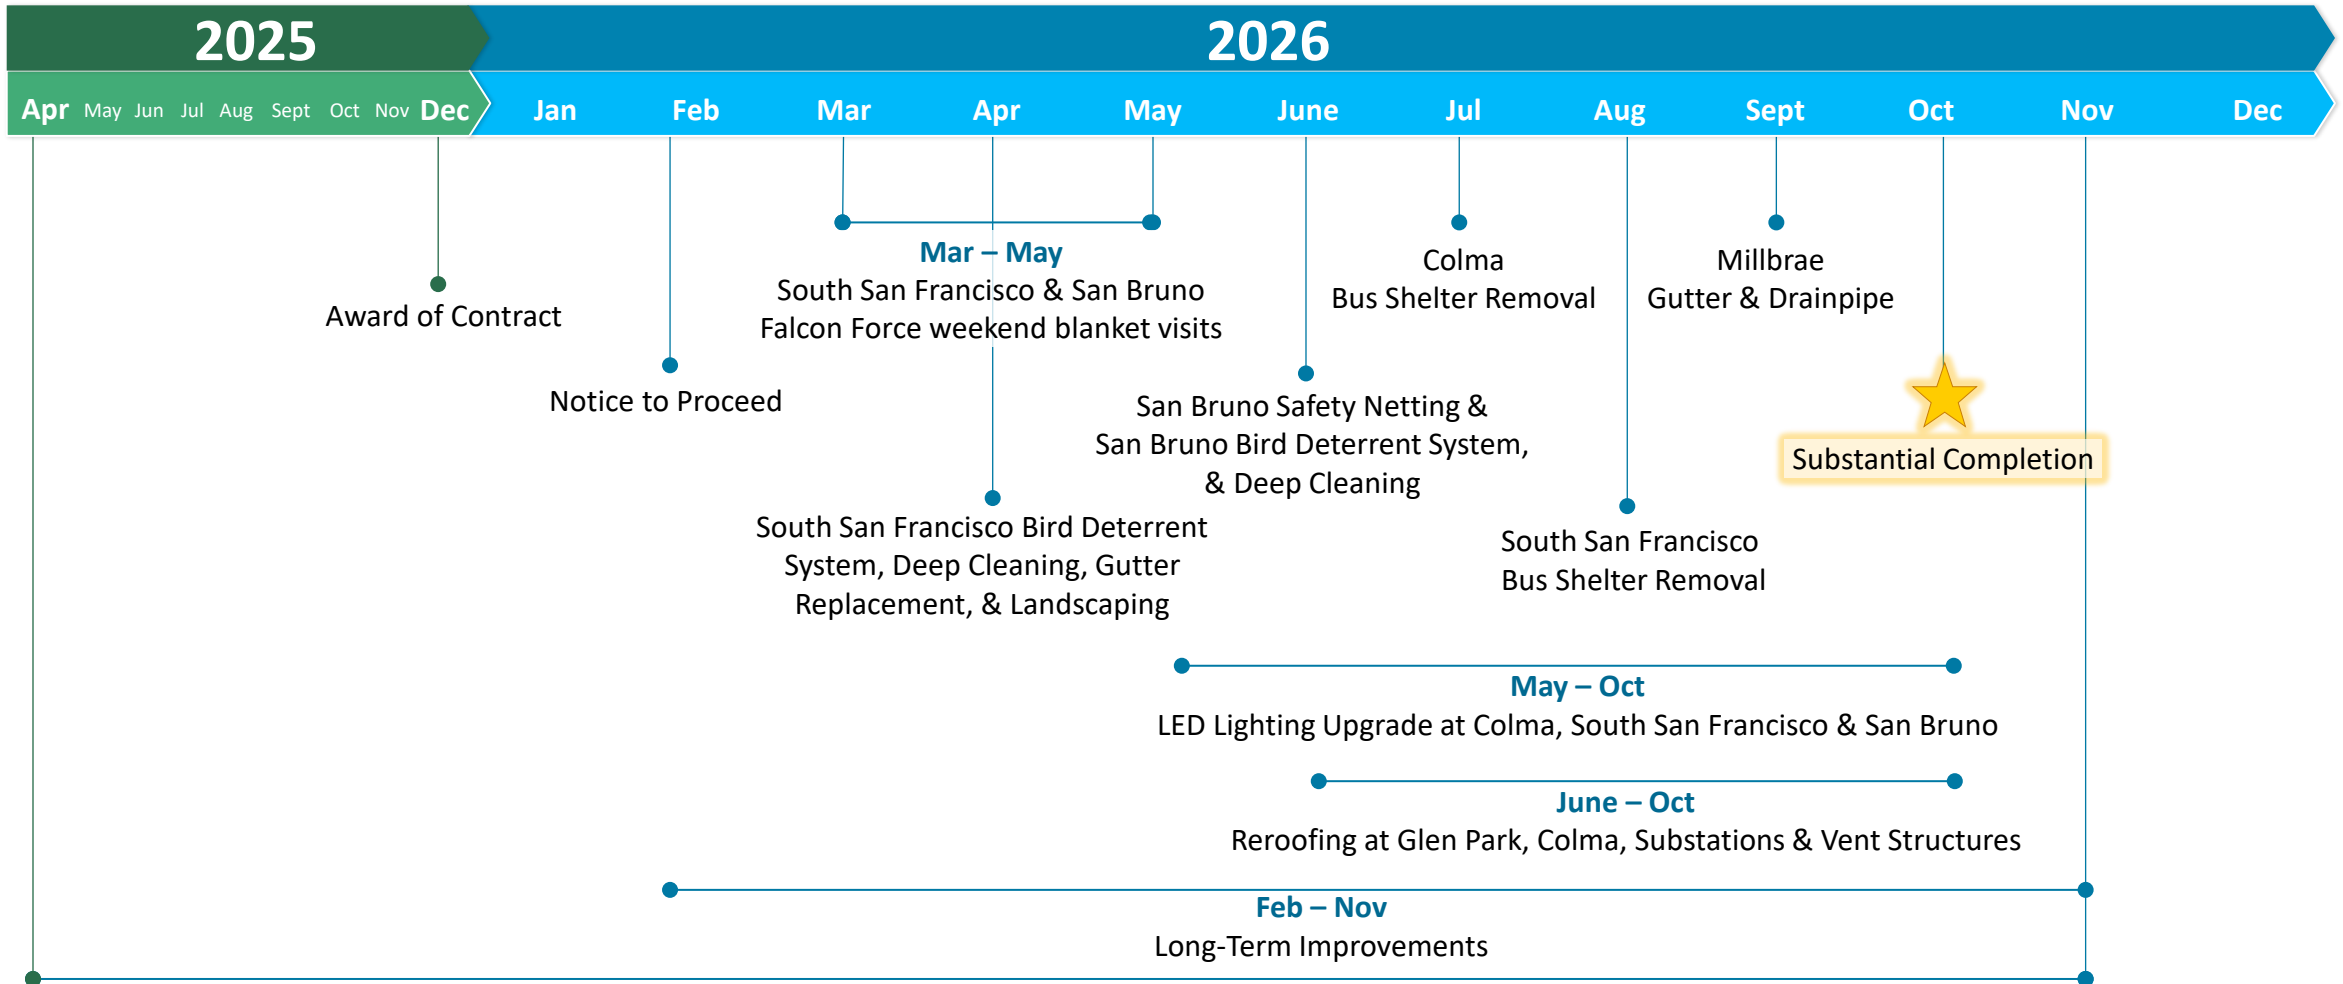 2025
2026
Apr May Jun Jul Aug Sept Oct Nov Dec Jan Feb Mar Apr May June Jul Aug Sept Oct Nov Dec
Award of Contract
Notice to Proceed
Mar – May
South San Francisco & San Bruno
Falcon Force weekend blanket visits
South San Francisco Bird Deterrent
System, Deep Cleaning, Gutter
Replacement, & Landscaping
San Bruno Safety Netting &
San Bruno Bird Deterrent System,
& Deep Cleaning
Colma
Bus Shelter Removal
South San Francisco
Bus Shelter Removal
Millbrae
Gutter & Drainpipe
Substantial Completion
May – Oct
LED Lighting Upgrade at Colma, South San Francisco & San Bruno
June – Oct
Reroofing at Glen Park, Colma, Substations & Vent Structures
Feb – Nov
Long-Term Improvements